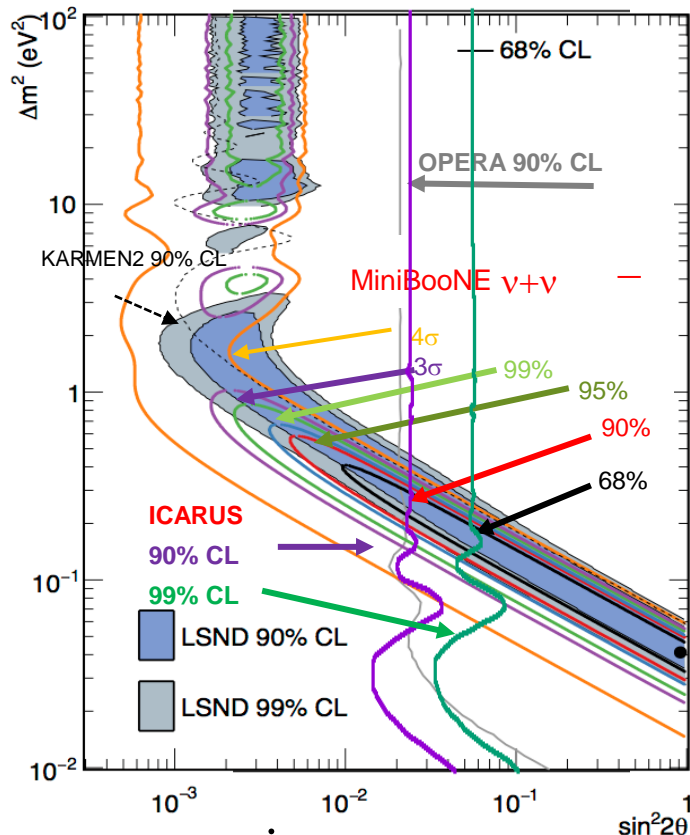 10²
Δm² (eV²)
68% CL
OPERA 90% CL
10
KARMEN2 90% CL
MiniBooNE ν+ν
4σ
3σ
99%
1
95%
90%
68%
ICARUS
90% CL
99% CL
10⁻¹
LSND 90% CL
LSND 99% CL
10⁻²
10⁻³
10⁻²
10⁻¹
1
sin²2θ